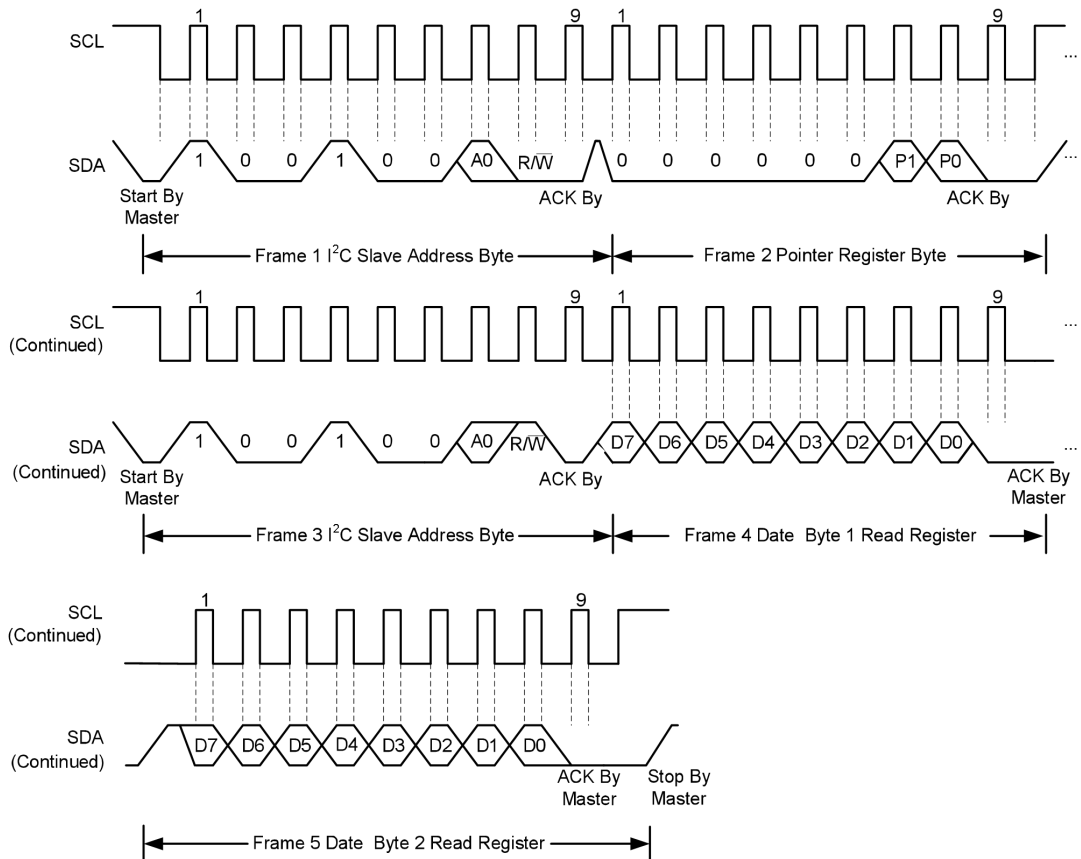 1 9 1 9
SCL ...
SDA 1 0 0 1 0 0 A0 R/W̅ 0 0 0 0 0 0 P1 P0 ...
Start By ACK By ACK By
Master
Frame 1 I²C Slave Address Byte Frame 2 Pointer Register Byte
1 9 1 9
SCL ...
(Continued)
SDA 1 0 0 1 0 0 A0 R/W̅ D7 D6 D5 D4 D3 D2 D1 D0 ...
(Continued)
Start By ACK By ACK By
Master Master
Frame 3 I²C Slave Address Byte Frame 4 Date Byte 1 Read Register
1 9
SCL
(Continued)
SDA D7 D6 D5 D4 D3 D2 D1 D0
(Continued)
ACK By Stop By
Master Master
Frame 5 Date Byte 2 Read Register